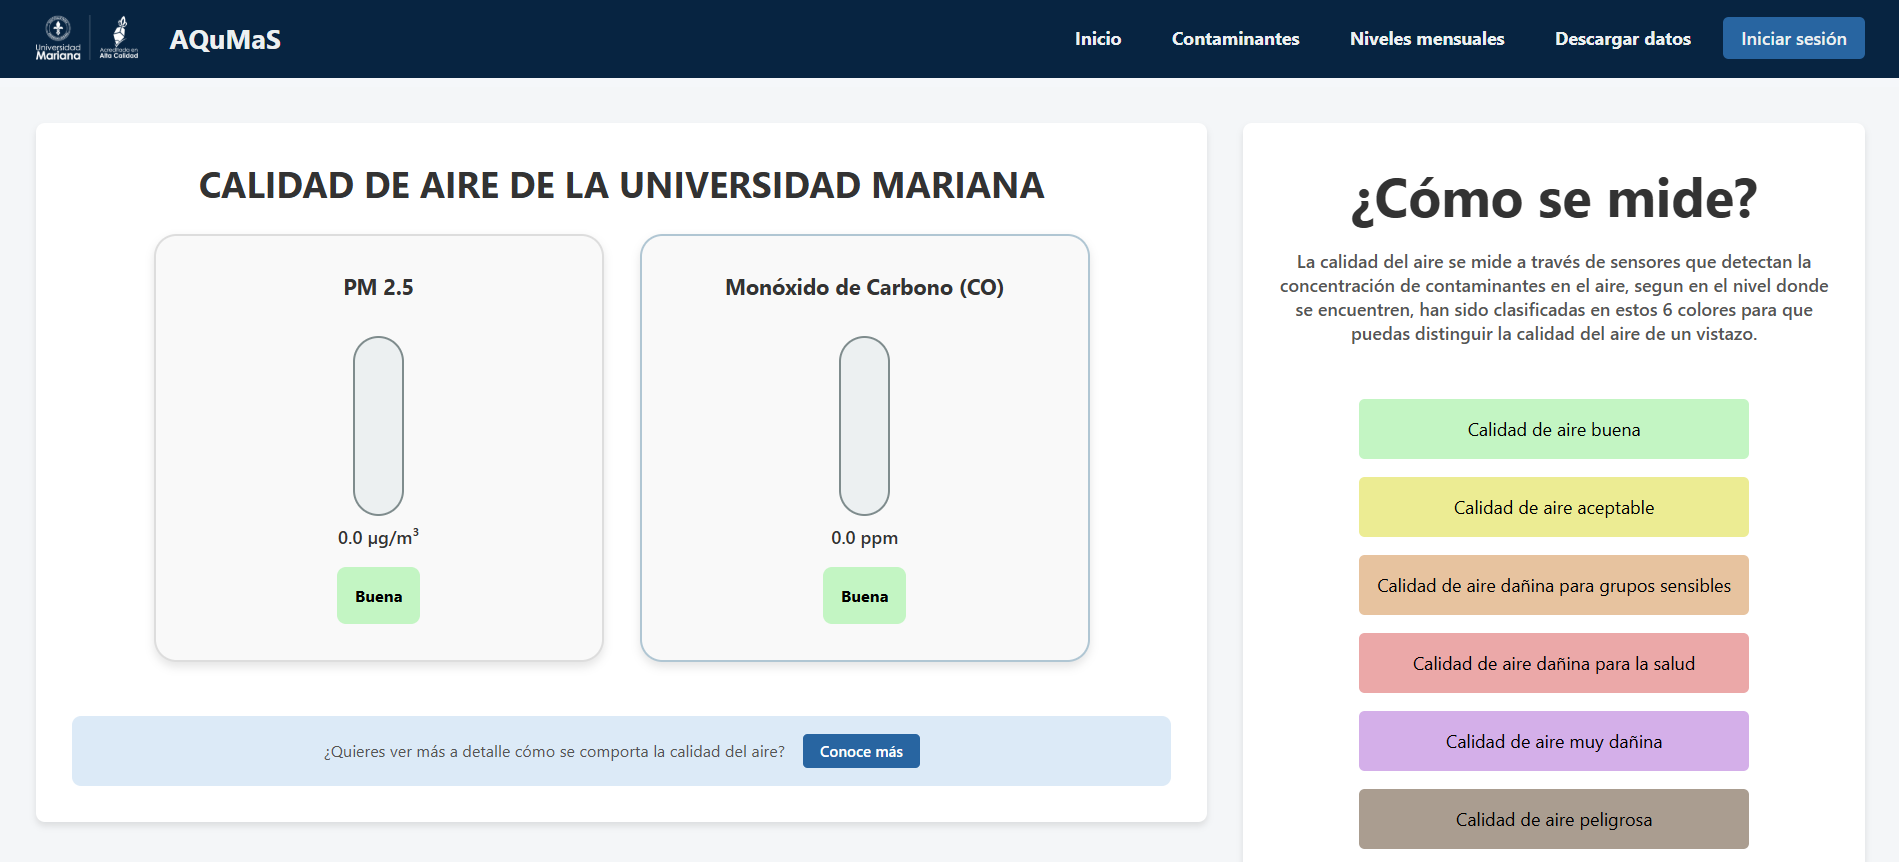 Universidad
Mariana
Acreditada en
Alta Calidad
AQuMaS
Inicio
Contaminantes
Niveles mensuales
Descargar datos
Iniciar sesión
CALIDAD DE AIRE DE LA UNIVERSIDAD MARIANA
PM 2.5
0.0 µg/m³
Buena
Monóxido de Carbono (CO)
0.0 ppm
Buena
¿Quieres ver más a detalle cómo se comporta la calidad del aire?
Conoce más
¿Cómo se mide?
La calidad del aire se mide a través de sensores que detectan la
concentración de contaminantes en el aire, segun en el nivel donde
se encuentren, han sido clasificadas en estos 6 colores para que
puedas distinguir la calidad del aire de un vistazo.
Calidad de aire buena
Calidad de aire aceptable
Calidad de aire dañina para grupos sensibles
Calidad de aire dañina para la salud
Calidad de aire muy dañina
Calidad de aire peligrosa